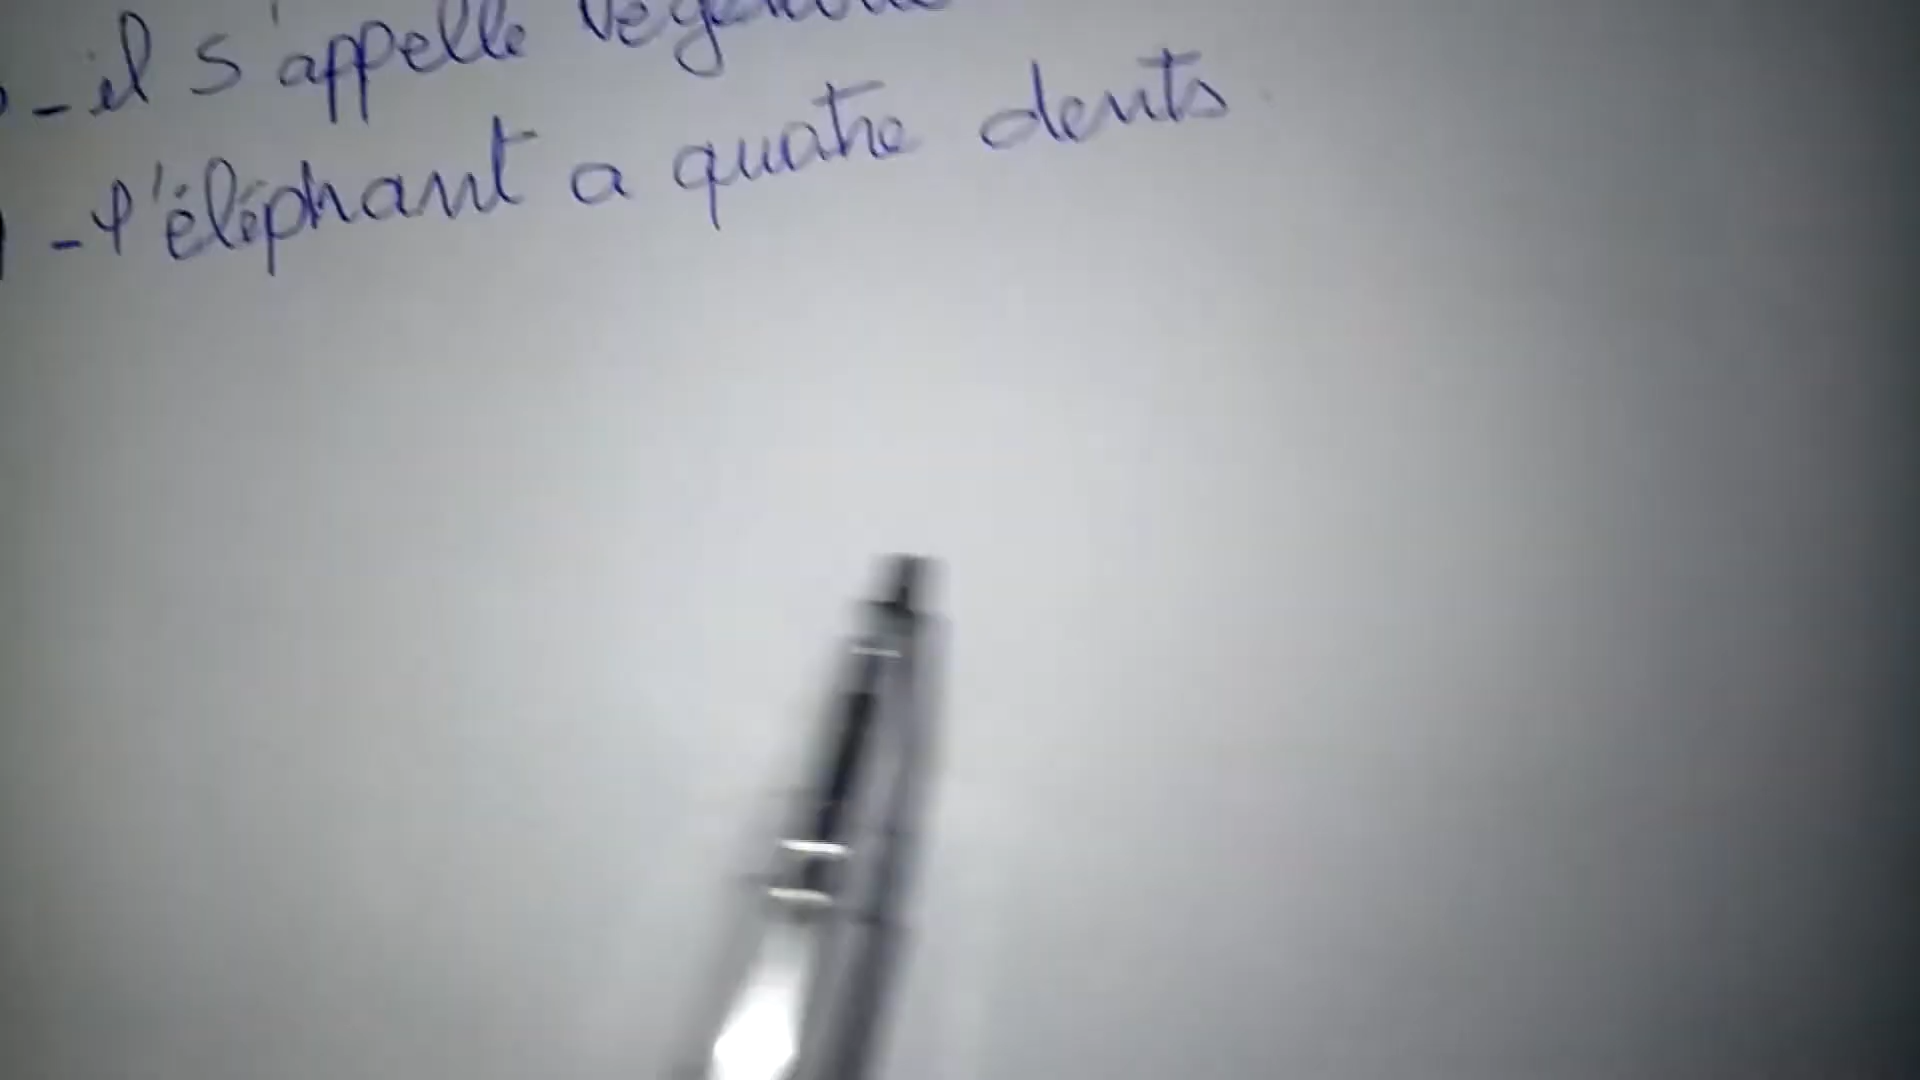 - il s'appelle
- l'éléphant a quatre dents